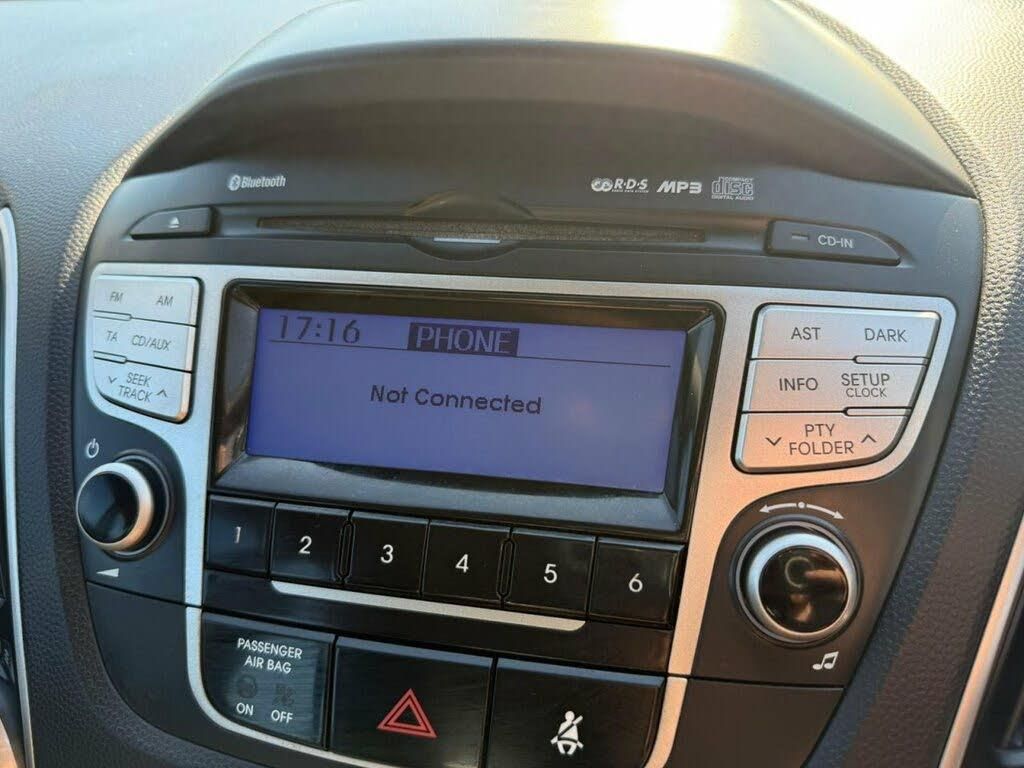 Bluetooth
R·D·S MP3 COMPACT disc DIGITAL AUDIO
CD-IN
FM AM
TA CD/AUX
SEEK
TRACK
17:16 PHONE
Not Connected
AST DARK
INFO SETUP
CLOCK
PTY
FOLDER
1 2 3 4 5 6
PASSENGER
AIR BAG
ON OFF